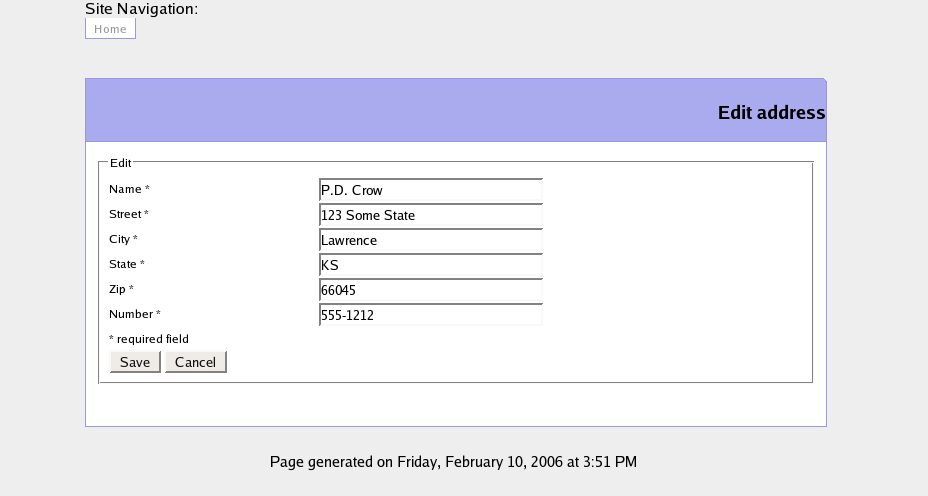 Site Navigation:
Home
Edit address
Edit
Name * P.D. Crow
Street * 123 Some State
City * Lawrence
State * KS
Zip * 66045
Number * 555-1212
* required field
Save Cancel
Page generated on Friday, February 10, 2006 at 3:51 PM